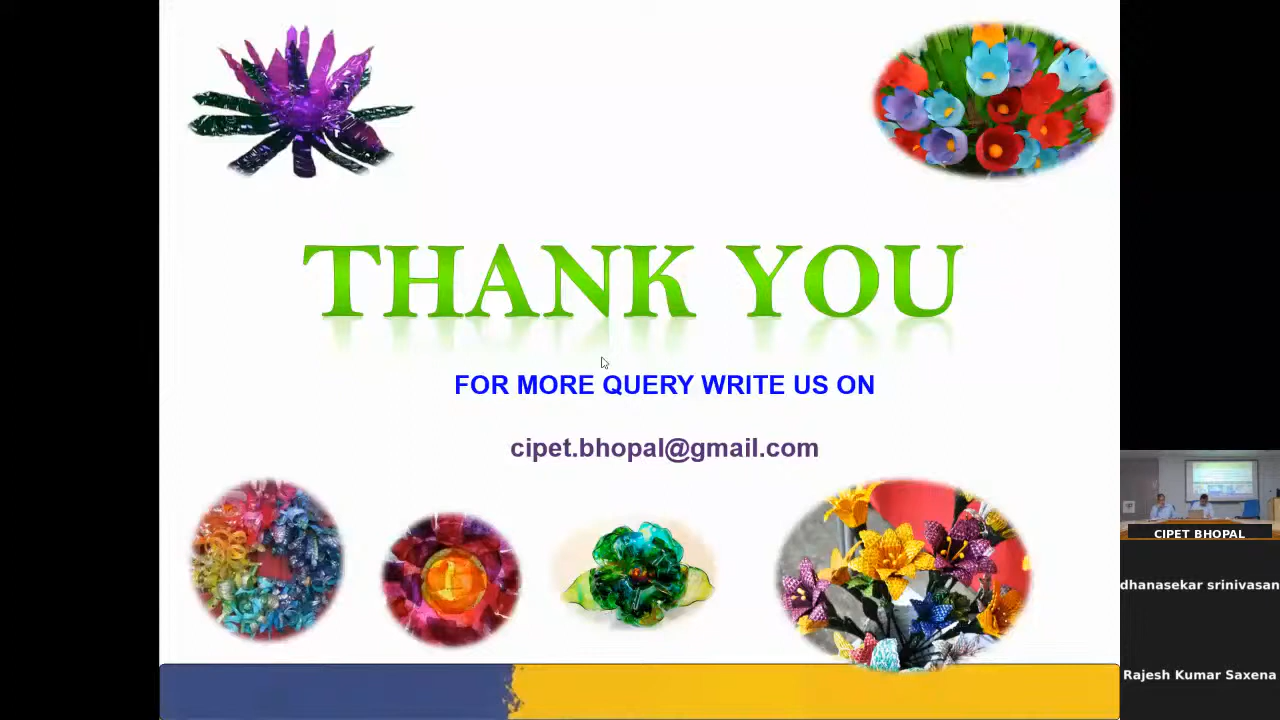 THANK YOU
FOR MORE QUERY WRITE US ON
cipet.bhopal@gmail.com
CIPET BHOPAL
dhanasekar srinivasan
Rajesh Kumar Saxena